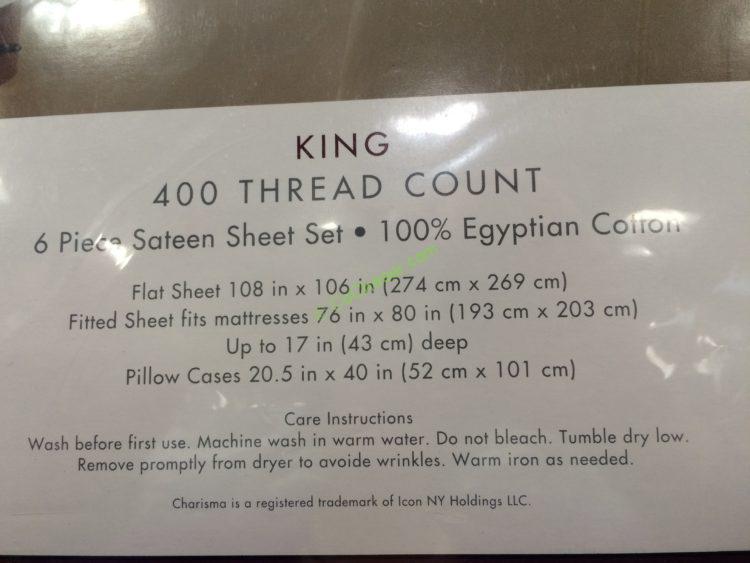 KING
400 THREAD COUNT
6 Piece Sateen Sheet Set • 100% Egyptian Cotton
Flat Sheet 108 in x 106 in (274 cm x 269 cm)
Fitted Sheet fits mattresses 76 in x 80 in (193 cm x 203 cm)
Up to 17 in (43 cm) deep
Pillow Cases 20.5 in x 40 in (52 cm x 101 cm)
Care Instructions
Wash before first use. Machine wash in warm water. Do not bleach. Tumble dry low.
Remove promptly from dryer to avoide wrinkles. Warm iron as needed.
Charisma is a registered trademark of Icon NY Holdings LLC.